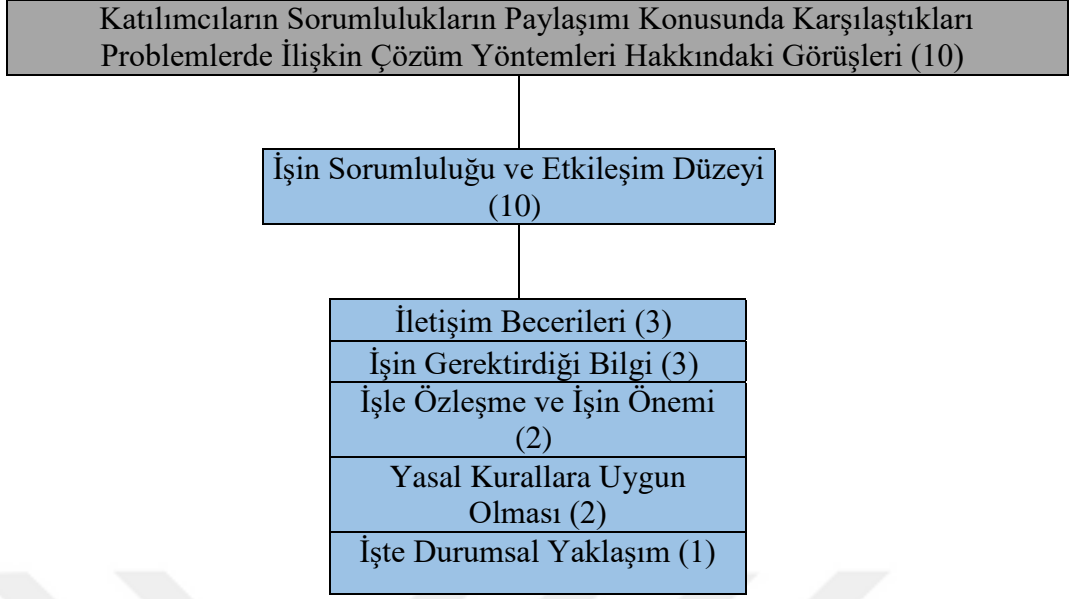 Katılımcıların Sorumlulukların Paylaşımı Konusunda Karşılaştıkları
Problemlerde İlişkin Çözüm Yöntemleri Hakkındaki Görüşleri (10)
İşin Sorumluluğu ve Etkileşim Düzeyi
(10)
İletişim Becerileri (3)
İşin Gerektirdiği Bilgi (3)
İşle Özleşme ve İşin Önemi
(2)
Yasal Kurallara Uygun
Olması (2)
İşte Durumsal Yaklaşım (1)